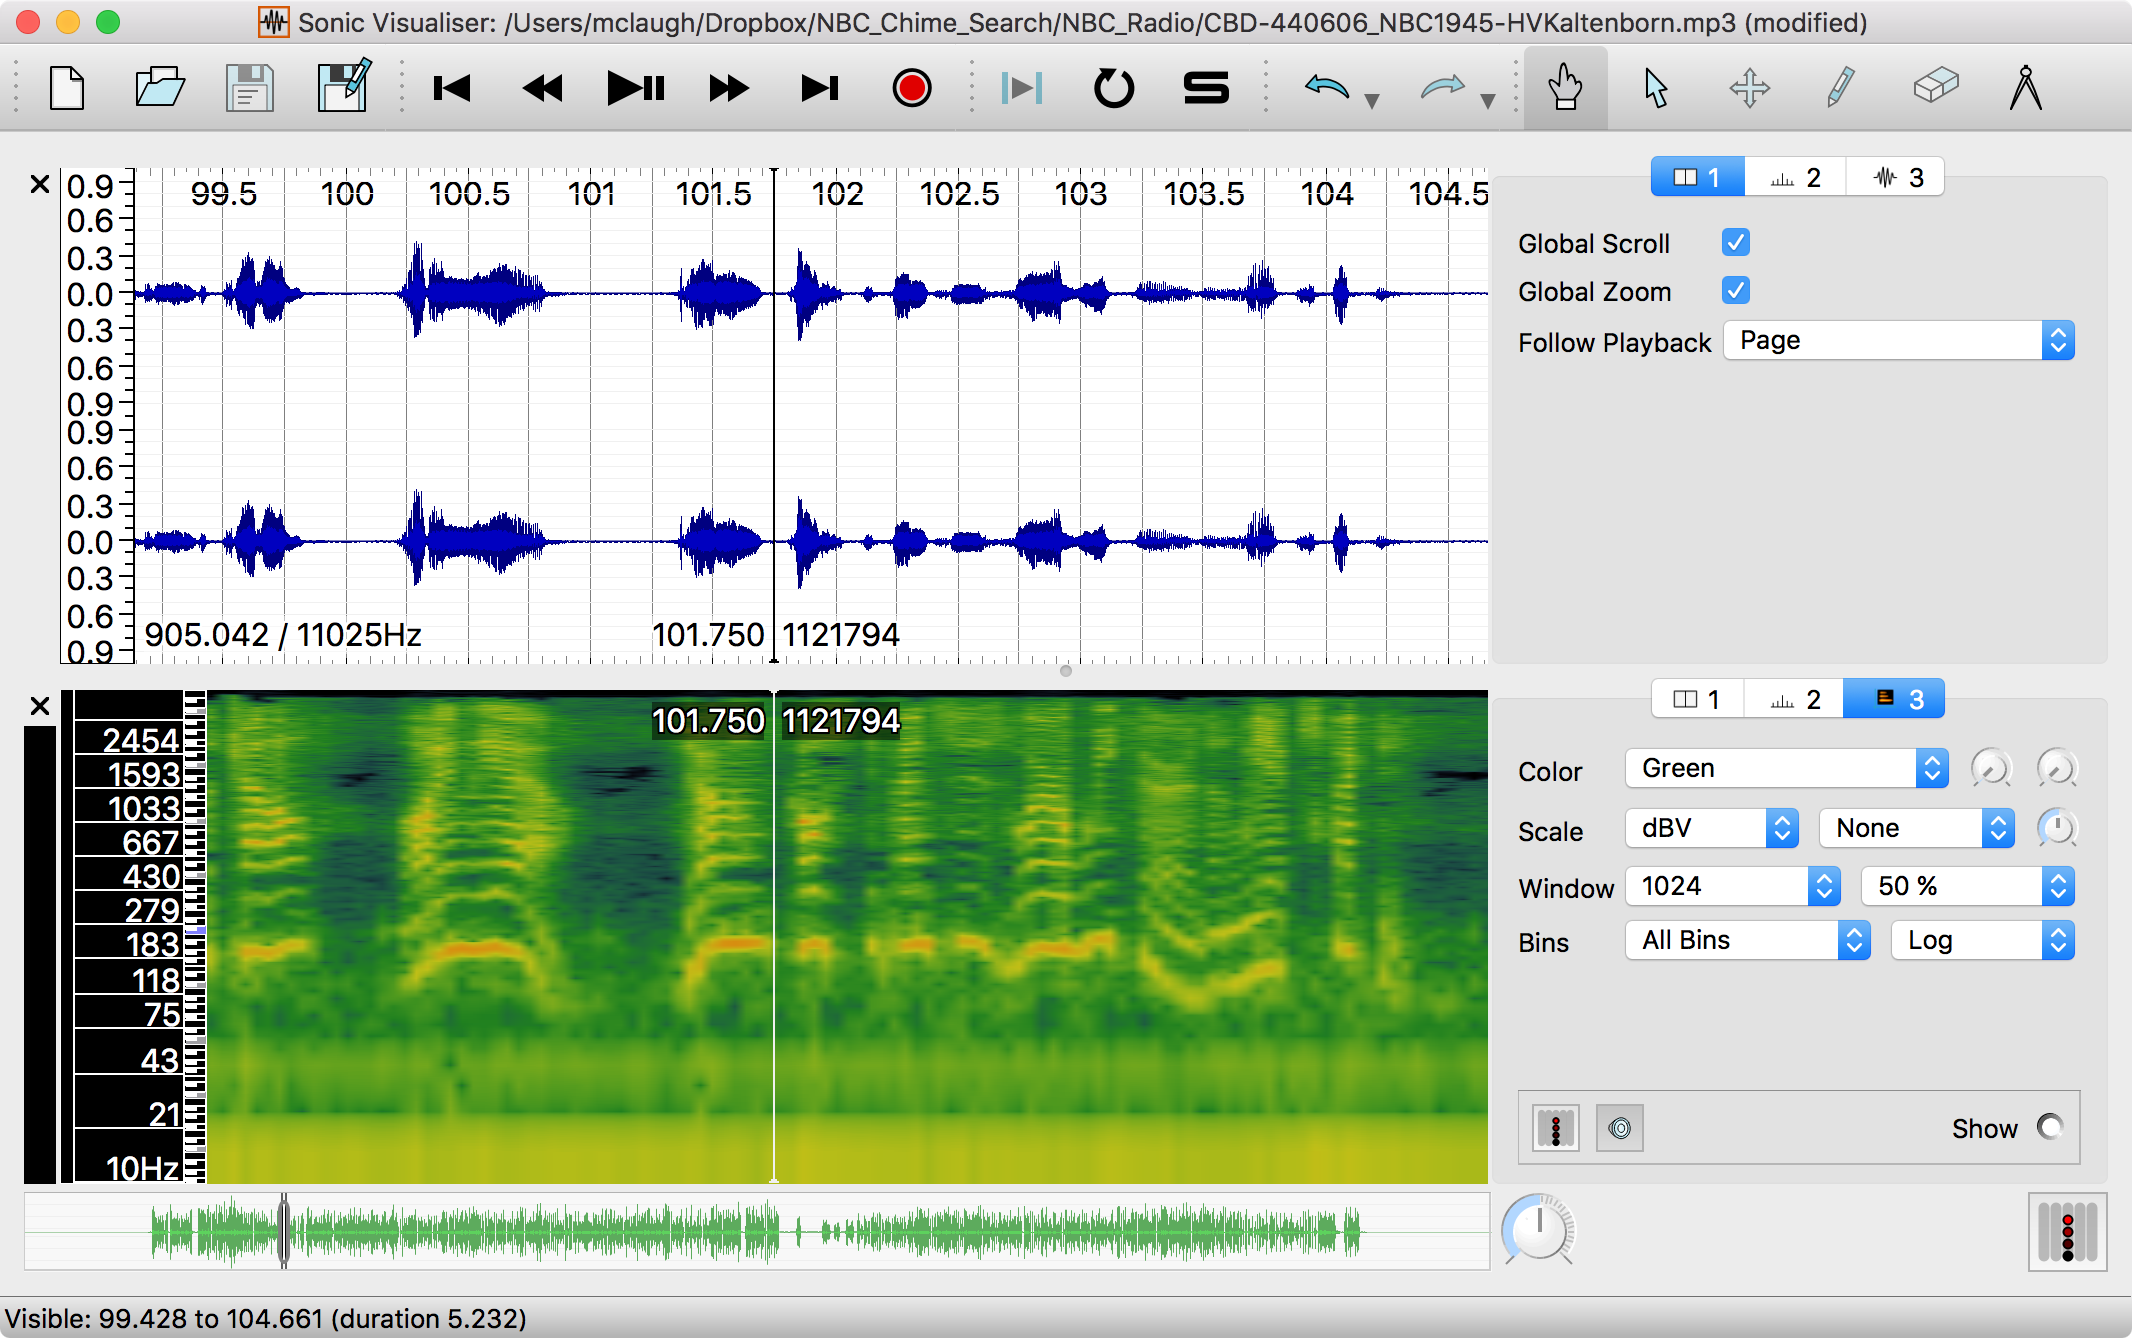 Sonic Visualiser: /Users/mclaugh/Dropbox/NBC_Chime_Search/NBC_Radio/CBD-440606_NBC1945-HVKaltenborn.mp3 (modified)
99.5 100 100.5 101 101.5 102 102.5 103 103.5 104 104.5
0.9
0.6
0.3
0.0
0.3
0.6
0.9
0.9
0.6
0.3
0.0
0.3
0.6
0.9
905.042 / 11025Hz 101.750 1121794
1 2 3
Global Scroll
Global Zoom
Follow Playback Page
101.750 1121794
2454
1593
1033
667
430
279
183
118
75
43
21
10Hz
1 2 3
Color Green
Scale dBV None
Window 1024 50 %
Bins All Bins Log
Show
Visible: 99.428 to 104.661 (duration 5.232)